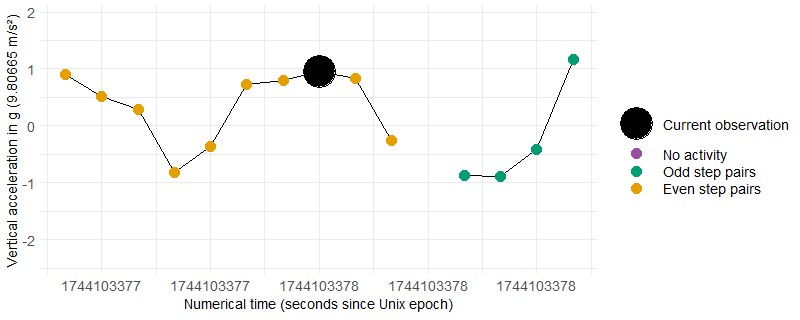 Vertical acceleration in g (9.80665 m/s²)
2
1
0
-1
-2
1744103377
1744103377
1744103378
1744103378
1744103378
Numerical time (seconds since Unix epoch)
Current observation
No activity
Odd step pairs
Even step pairs